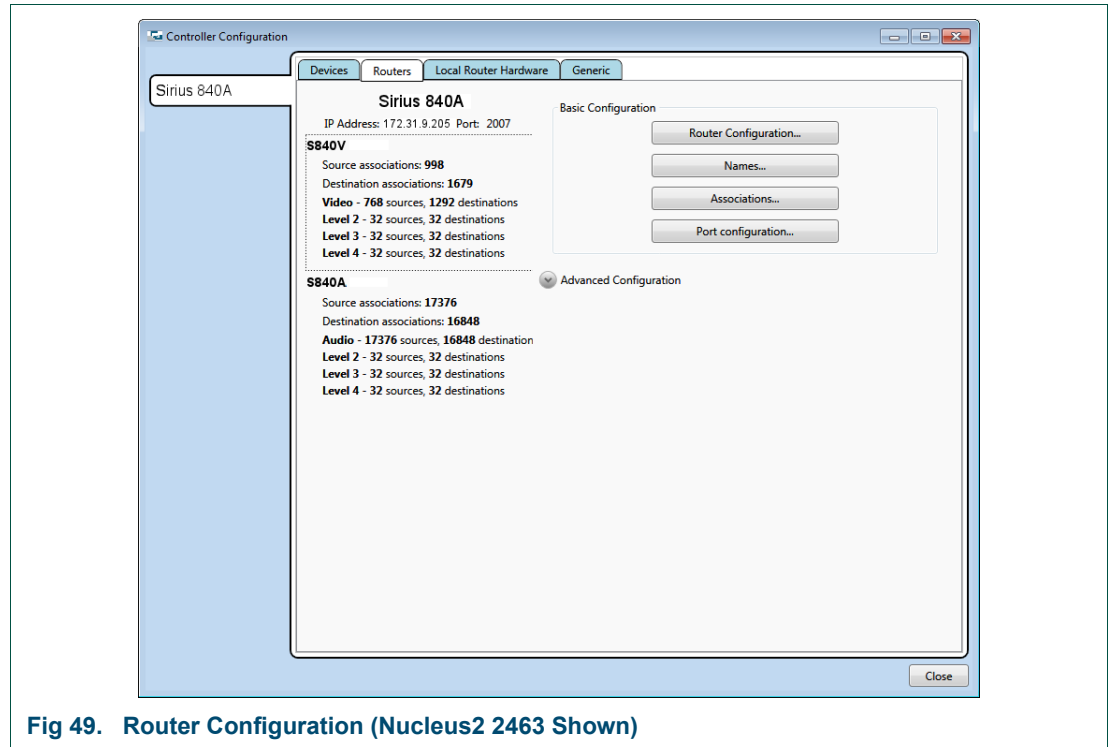 Controller Configuration
Sirius 840A
Devices Routers Local Router Hardware Generic
Sirius 840A
IP Address: 172.31.9.205 Port: 2007
S840V
Source associations: 998
Destination associations: 1679
Video - 768 sources, 1292 destinations
Level 2 - 32 sources, 32 destinations
Level 3 - 32 sources, 32 destinations
Level 4 - 32 sources, 32 destinations
S840A
Source associations: 17376
Destination associations: 16848
Audio - 17376 sources, 16848 destination
Level 2 - 32 sources, 32 destinations
Level 3 - 32 sources, 32 destinations
Level 4 - 32 sources, 32 destinations
Basic Configuration
Router Configuration...
Names...
Associations...
Port configuration...
Advanced Configuration
Close
Fig 49. Router Configuration (Nucleus2 2463 Shown)